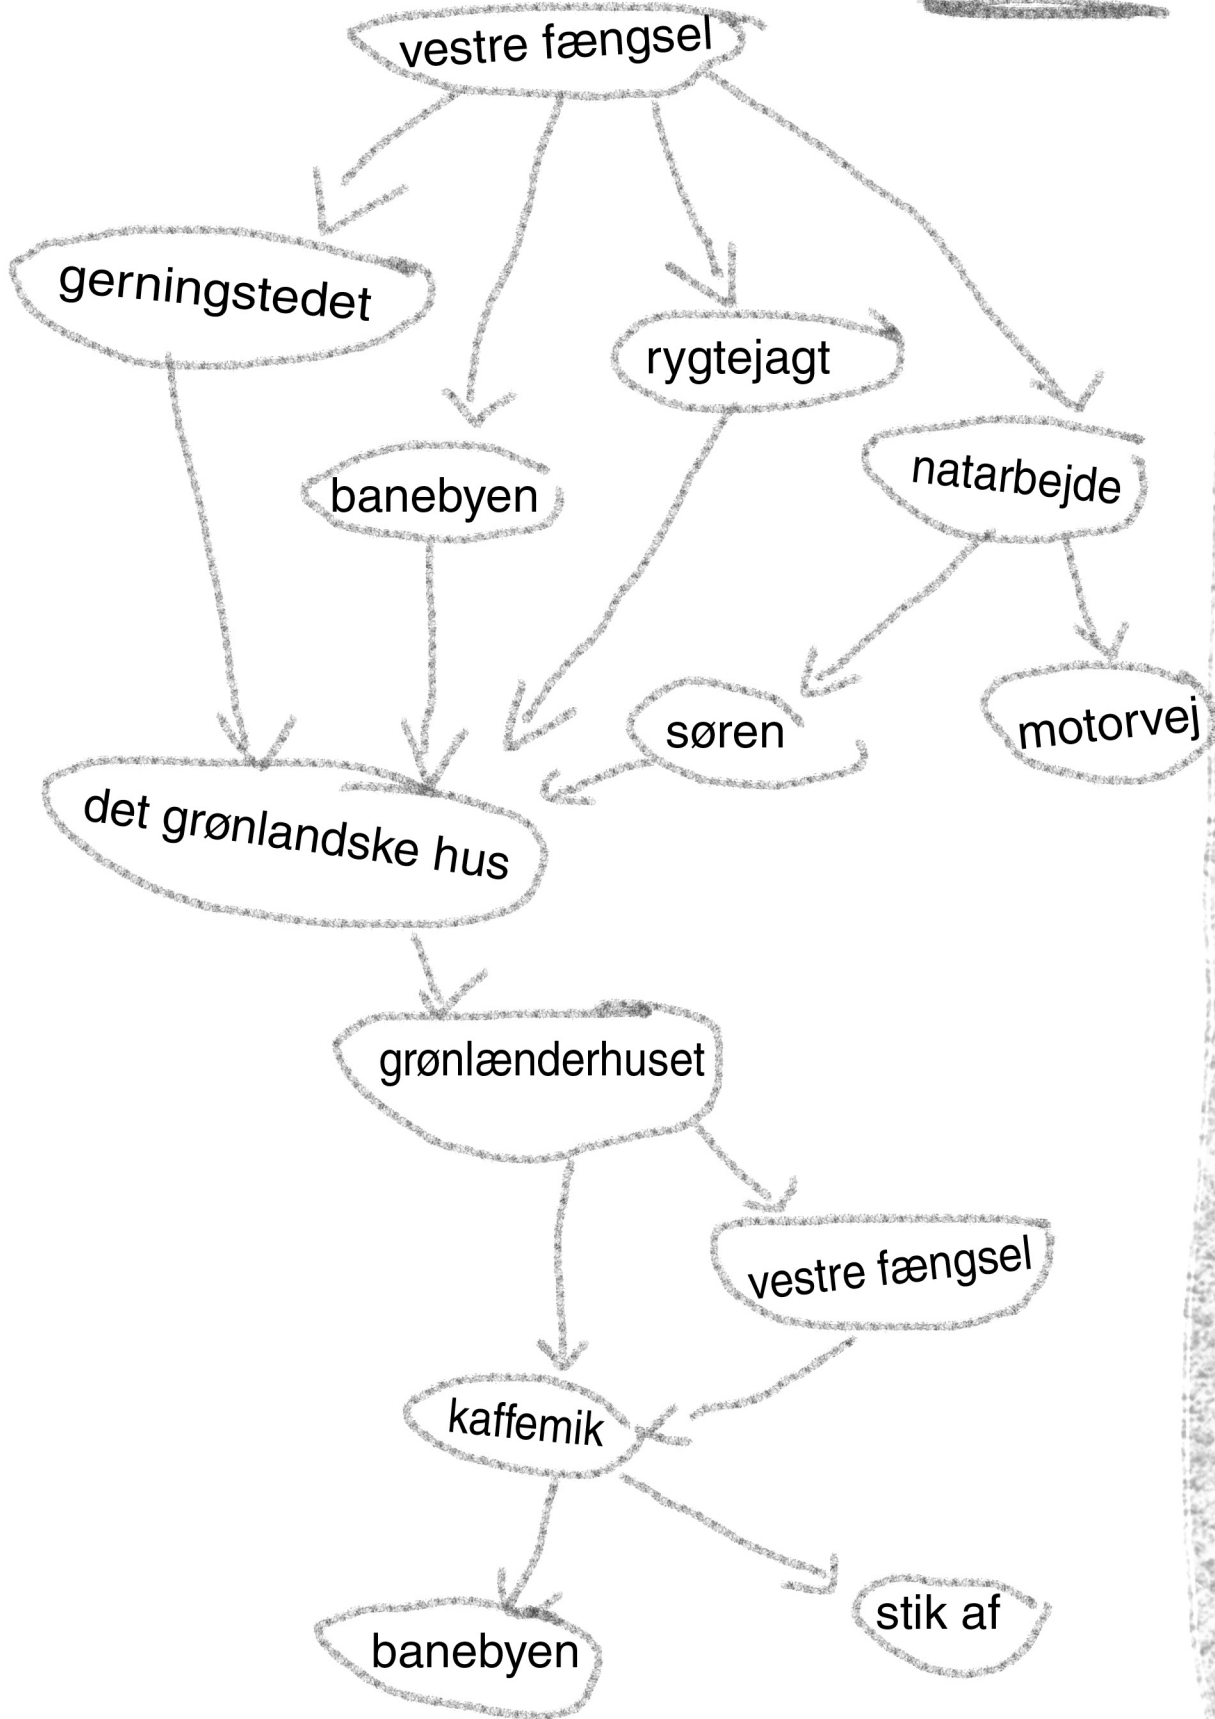 vestre fængsel
gerningstedet
rygtejagt
banebyen
natarbejde
søren
motorvej
det grønlandske hus
grønlænderhuset
vestre fængsel
kaffemik
stik af
banebyen